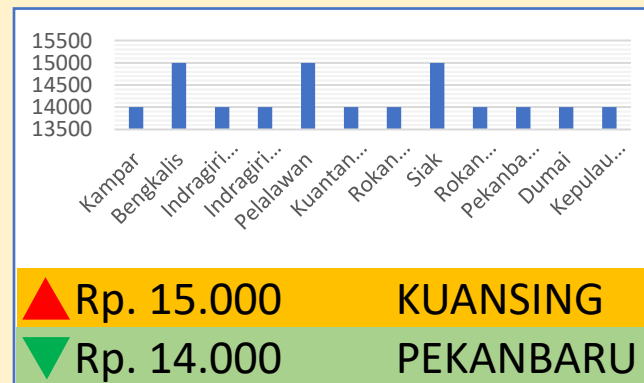 15500
15000
14000
13500
Kampar
Bengkalis
Indragiri...
Indragiri...
Pelalawan
Kuantan...
Rokan...
Siak
Rokan...
Pekanba...
Dumai
Kepulau...
Rp. 15.000 KUANSING
Rp. 14.000 PEKANBARU